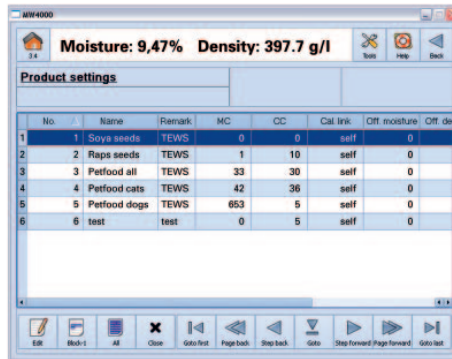 MW4000
3.4 Moisture: 9,47% Density: 397.7 g/l Tools Help Back
Product settings
No. Name Remark MC CC Cal. link Off. moisture Off. de
1 1 Soya seeds TEWS 0 0 self 0
2 2 Raps seeds TEWS 1 10 self 0
3 3 Petfood all TEWS 33 30 self 0
4 4 Petfood cats TEWS 42 36 self 0
5 5 Petfood dogs TEWS 653 5 self 0
6 6 test test 0 5 self 0
Edit Block-1 All Close Goto first Page back Step back Goto Step forward Page forward Goto last